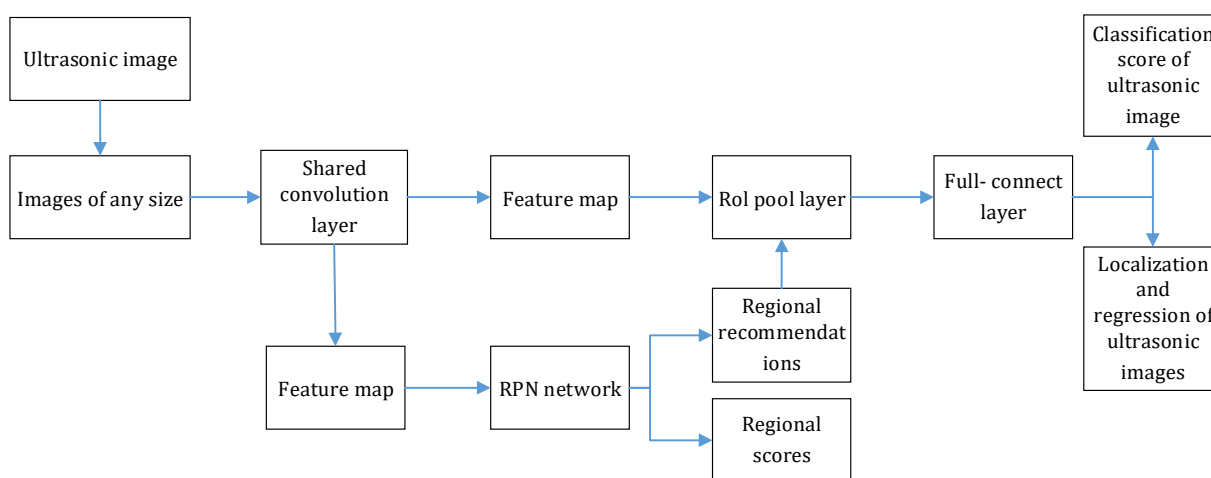 Ultrasonic image
Classification
score of
ultrasonic
image
Images of any size
Shared
convolution
layer
Feature map
Rol pool layer
Full- connect
layer
Localization
and
regression of
ultrasonic
images
Feature map
RPN network
Regional
recommendat
ions
Regional
scores